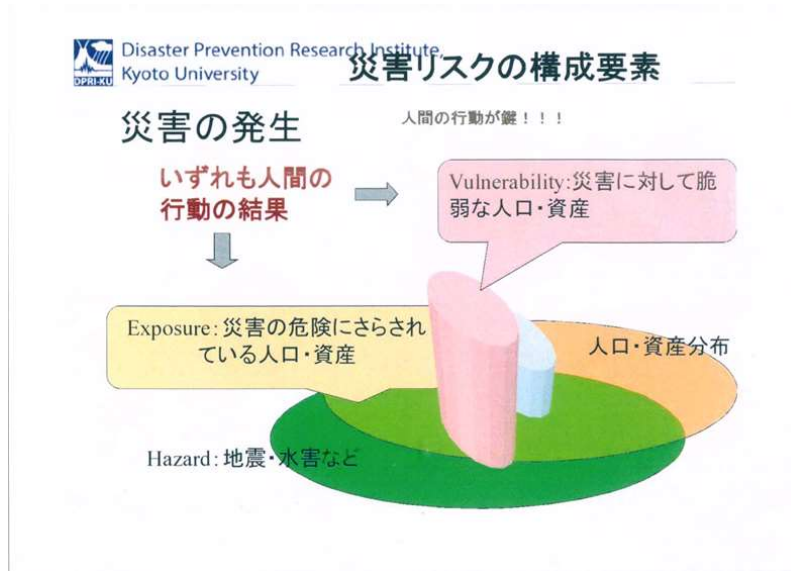 Disaster Prevention Research Institute,
Kyoto University
DPRI-KU
災害リスクの構成要素
災害の発生
人間の行動が鍵！！！
いずれも人間の
行動の結果
Vulnerability:災害に対して脆
弱な人口・資産
Exposure:災害の危険にさらされ
ている人口・資産
人口・資産分布
Hazard:地震・水害など